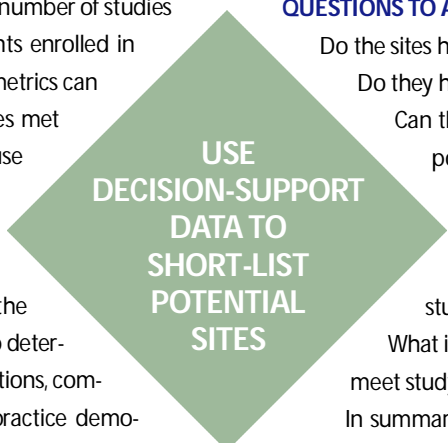 number of studies
nts enrolled in
metrics can
es met
use
the
o deter-
tions, com-
practice demo-
USE
DECISION-SUPPORT
DATA TO
SHORT-LIST
POTENTIAL
SITES
QUESTIONS TO A
Do the sites h
Do they h
Can th
po
stu
What i
meet study
In summar